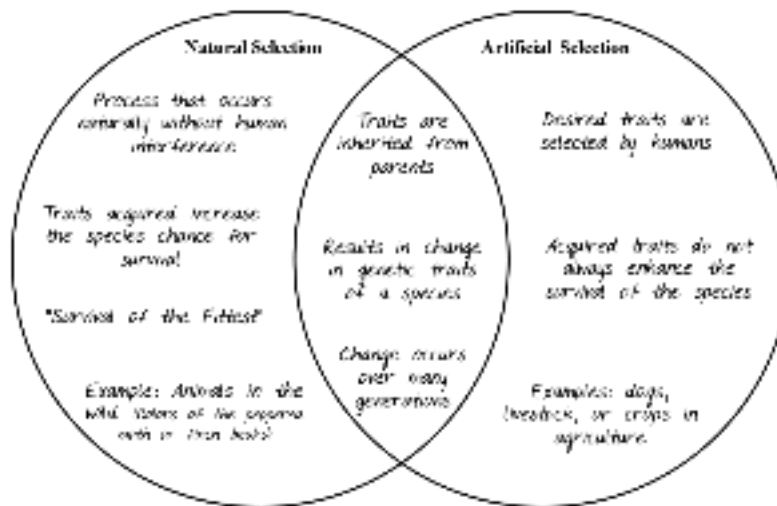 Natural Selection
Process that occurs
naturally without human
interference
Traits acquired increase
the species chance for
survival
"Survival of the Fittest"
Example: Animals in the
Wild. of the
Traits are
inherited from
parents
Results in change
in genetic traits
of a species
Change occurs
over many
generations
Artificial Selection
Desired traits are
selected by humans
Acquired traits do not
always enhance the
survival of the species
Examples: dogs,
livestock, or crops in
agriculture